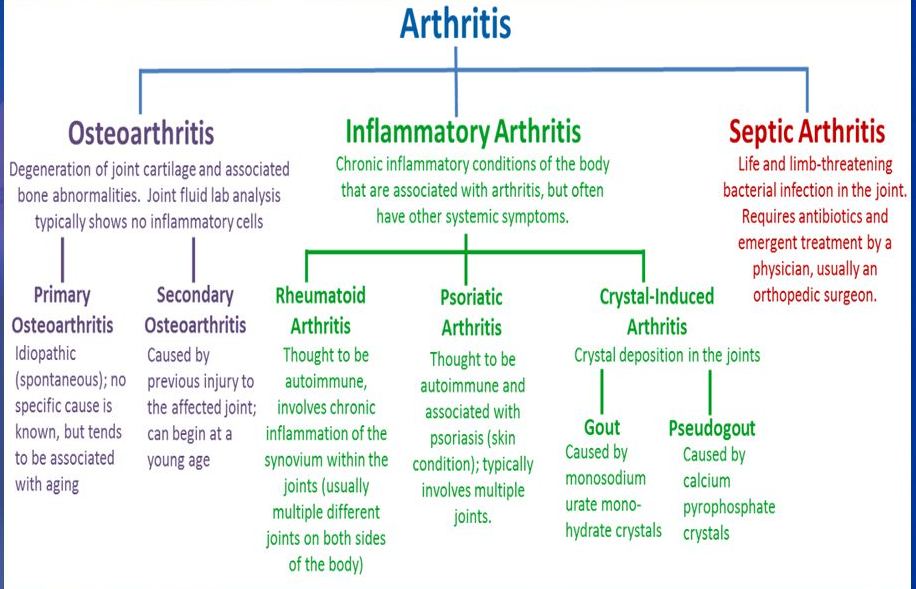 Arthritis
Osteoarthritis
Degeneration of joint cartilage and associated
bone abnormalities. Joint fluid lab analysis
typically shows no inflammatory cells
Primary
Osteoarthritis
Idiopathic
(spontaneous); no
specific cause is
known, but tends
to be associated
with aging
Secondary
Osteoarthritis
Caused by
previous injury to
the affected joint;
can begin at a
young age
Inflammatory Arthritis
Chronic inflammatory conditions of the body
that are associated with arthritis, but often
have other systemic symptoms.
Rheumatoid
Arthritis
Thought to be
autoimmune,
involves chronic
inflammation of the
synovium within the
joints (usually
multiple different
joints on both sides
of the body)
Psoriatic
Arthritis
Thought to be
autoimmune and
associated with
psoriasis (skin
condition); typically
involves multiple
joints.
Crystal-Induced
Arthritis
Crystal deposition in the joints
Gout
Caused by
monosodium
urate mono-
hydrate crystals
Pseudogout
Caused by
calcium
pyrophosphate
crystals
Septic Arthritis
Life and limb-threatening
bacterial infection in the joint.
Requires antibiotics and
emergent treatment by a
physician, usually an
orthopedic surgeon.